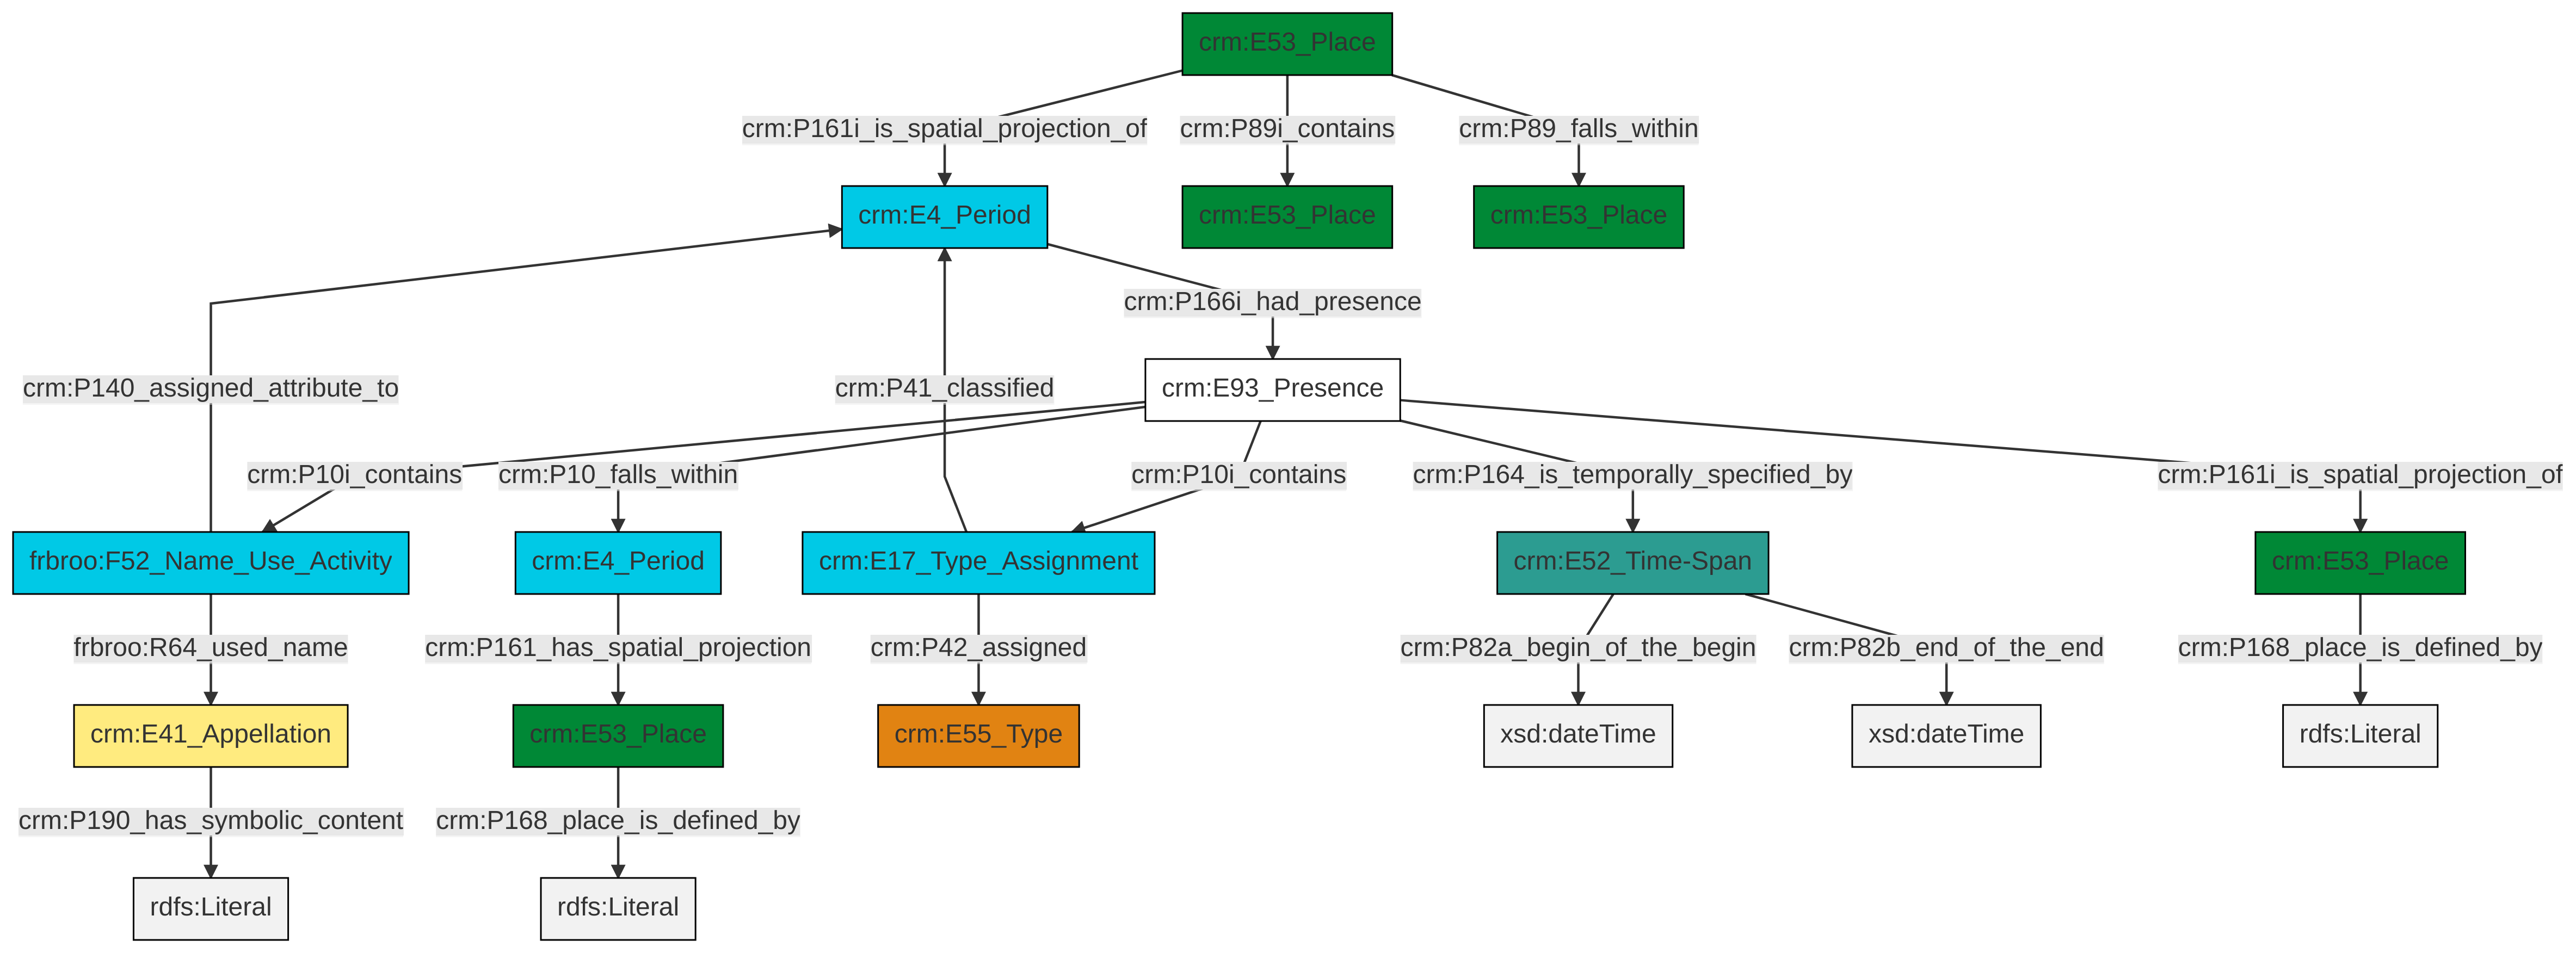 crm:E53_Place
crm:P161i_is_spatial_projection_of
crm:P89i_contains
crm:P89_falls_within
crm:E4_Period
crm:E53_Place
crm:E53_Place
crm:P166i_had_presence
crm:P140_assigned_attribute_to
crm:P41_classified
crm:E93_Presence
crm:P10i_contains
crm:P10_falls_within
crm:P10i_contains
crm:P164_is_temporally_specified_by
crm:P161i_is_spatial_projection_of
frbroo:F52_Name_Use_Activity
crm:E4_Period
crm:E17_Type_Assignment
crm:E52_Time-Span
crm:E53_Place
frbroo:R64_used_name
crm:P161_has_spatial_projection
crm:P42_assigned
crm:P82a_begin_of_the_begin
crm:P82b_end_of_the_end
crm:P168_place_is_defined_by
crm:E41_Appellation
crm:E53_Place
crm:E55_Type
xsd:dateTime
xsd:dateTime
rdfs:Literal
crm:P190_has_symbolic_content
crm:P168_place_is_defined_by
rdfs:Literal
rdfs:Literal